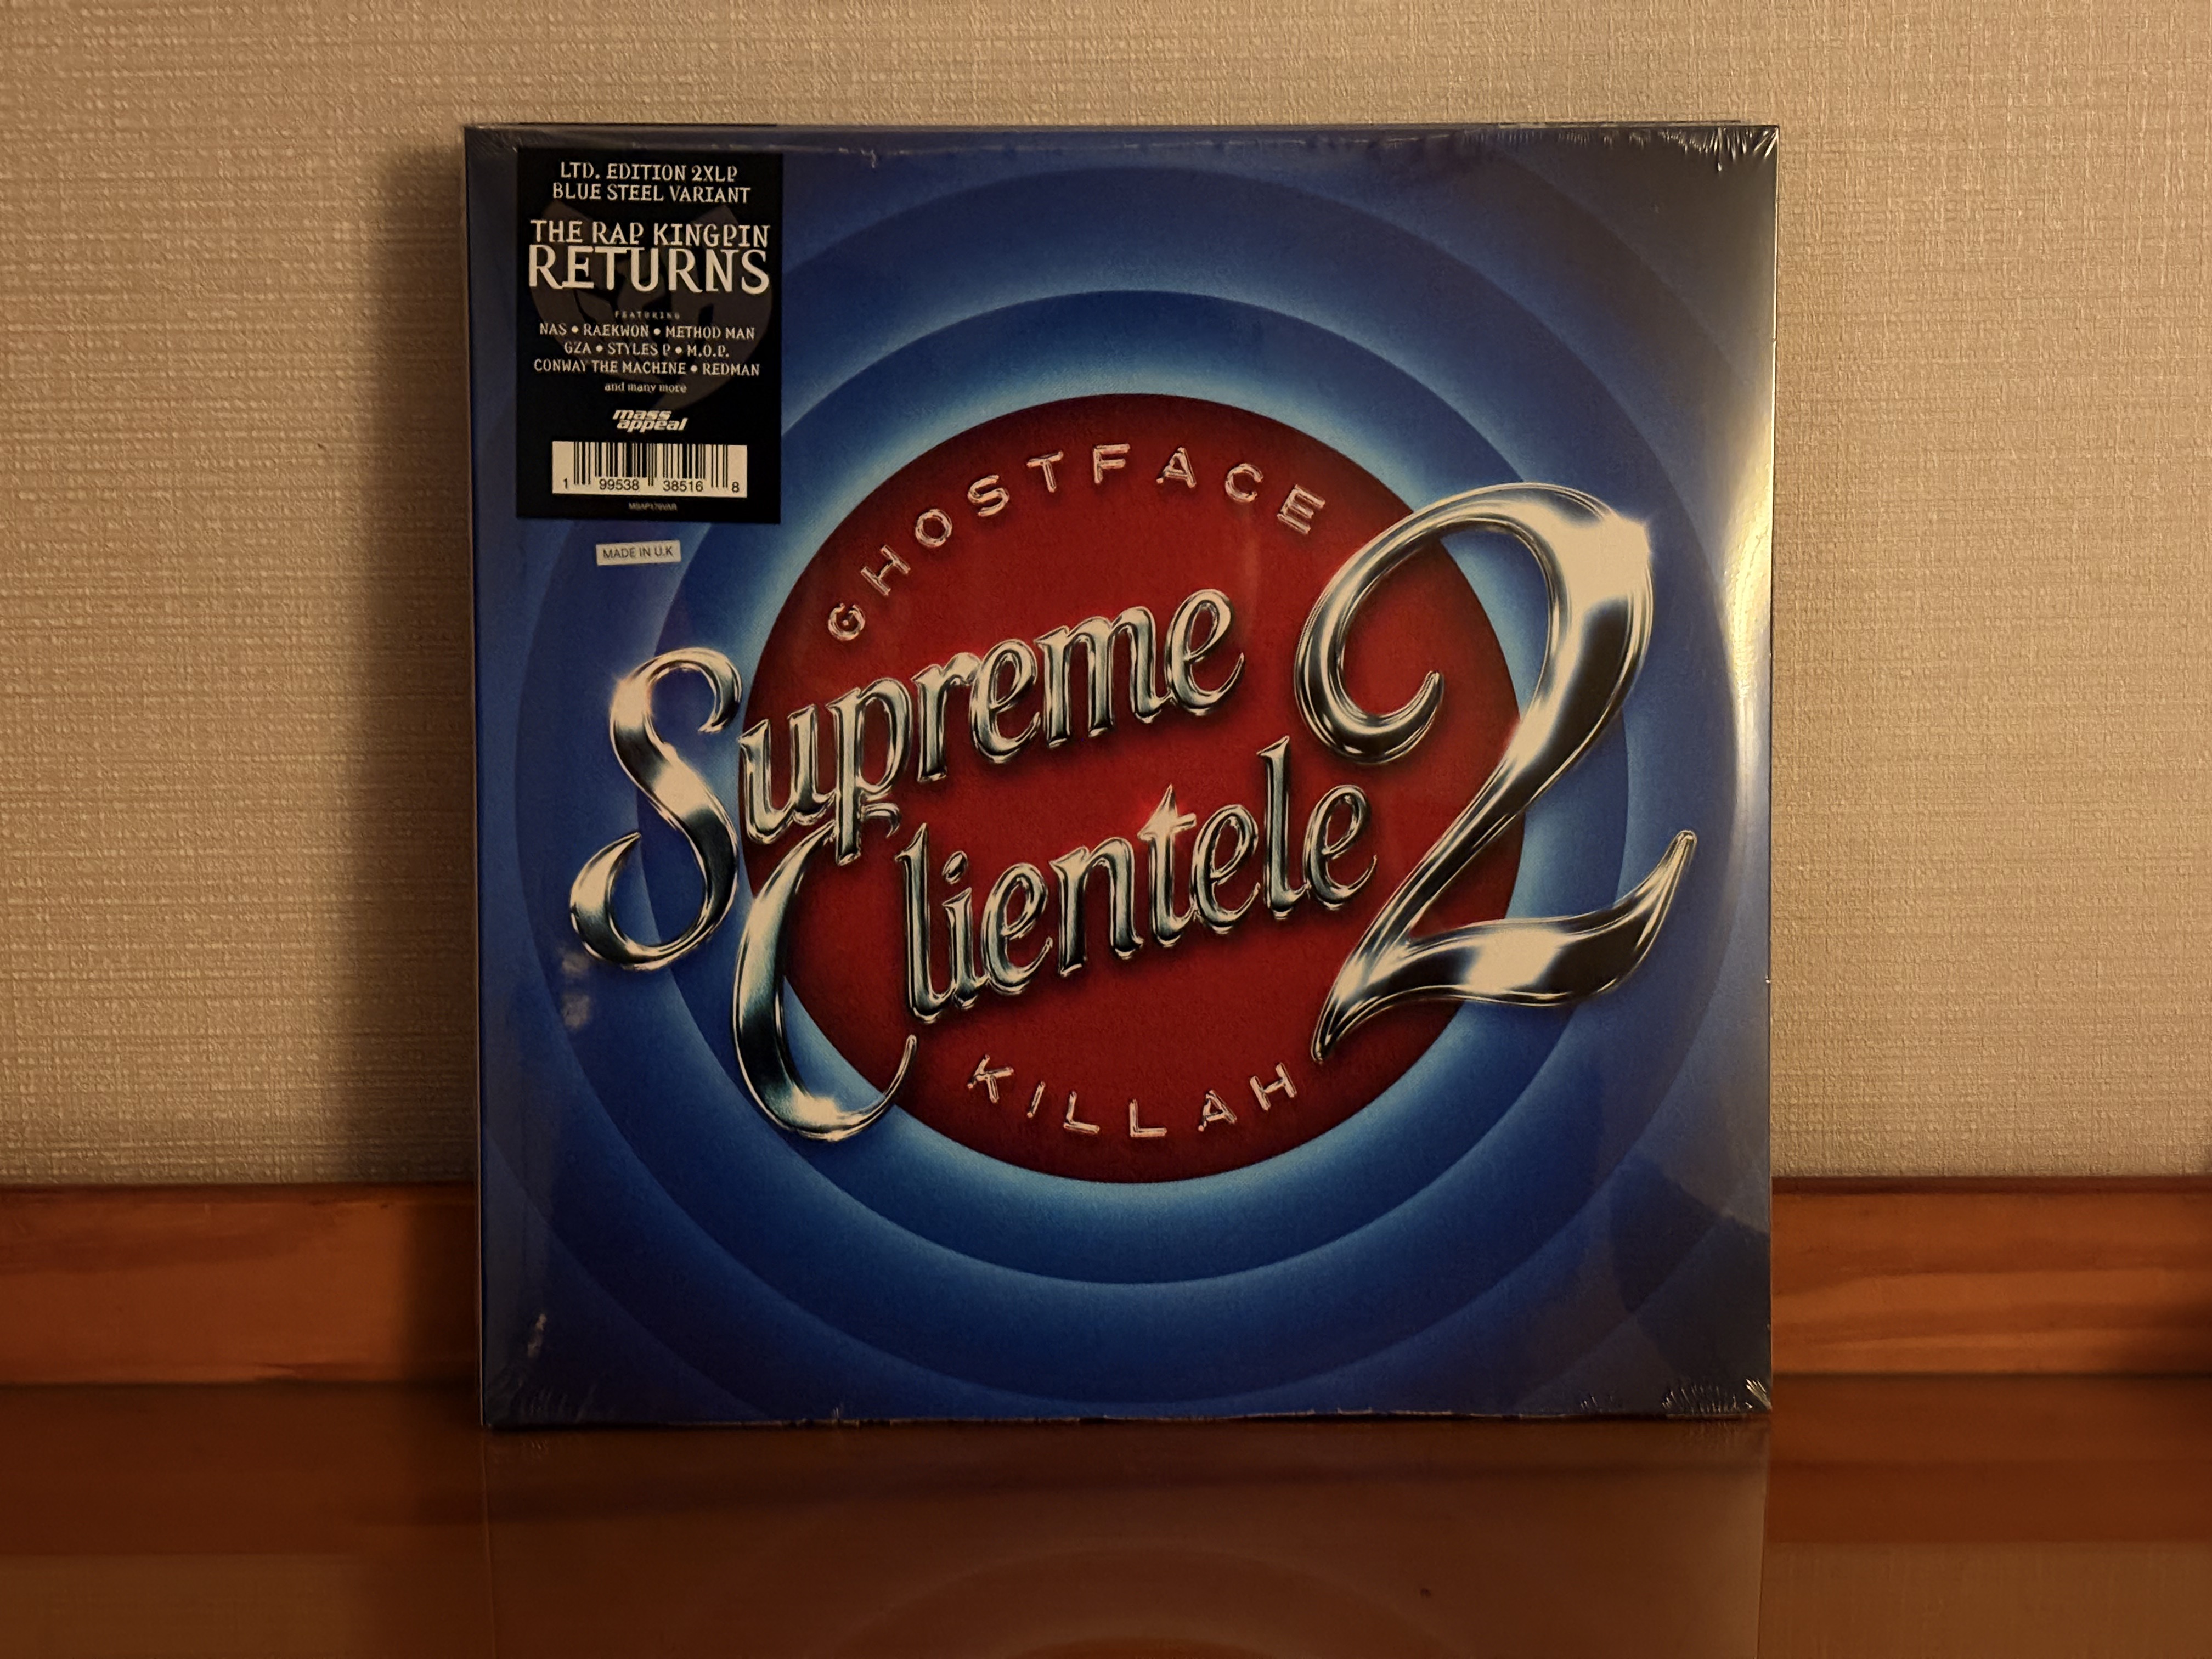 LTD. EDITION 2XLP
BLUE STEEL VARIANT
THE RAP KINGPIN
RETURNS
FEATURING
NAS • RAEKWON • METHOD MAN
GZA • STYLES P • M.O.P.
CONWAY THE MACHINE • REDMAN
and many more
mass
appeal
1 99538 38516 8
MADE IN U.K
GHOSTFACE
Supreme
Clientele
2
KILLAH